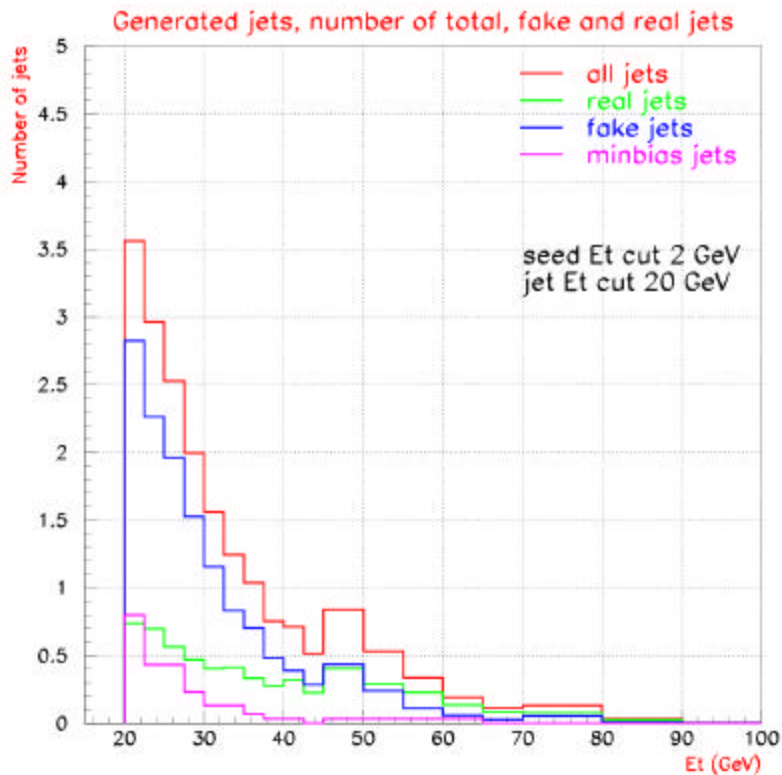 Generated jets, number of total, fake and real jets
Number of jets
5
4.5
4
3.5
3
2.5
2
1.5
1
0.5
0
all jets
real jets
fake jets
minbias jets
seed Et cut 2 GeV
jet Et cut 20 GeV
20 30 40 50 60 70 80 90 100
Et (GeV)